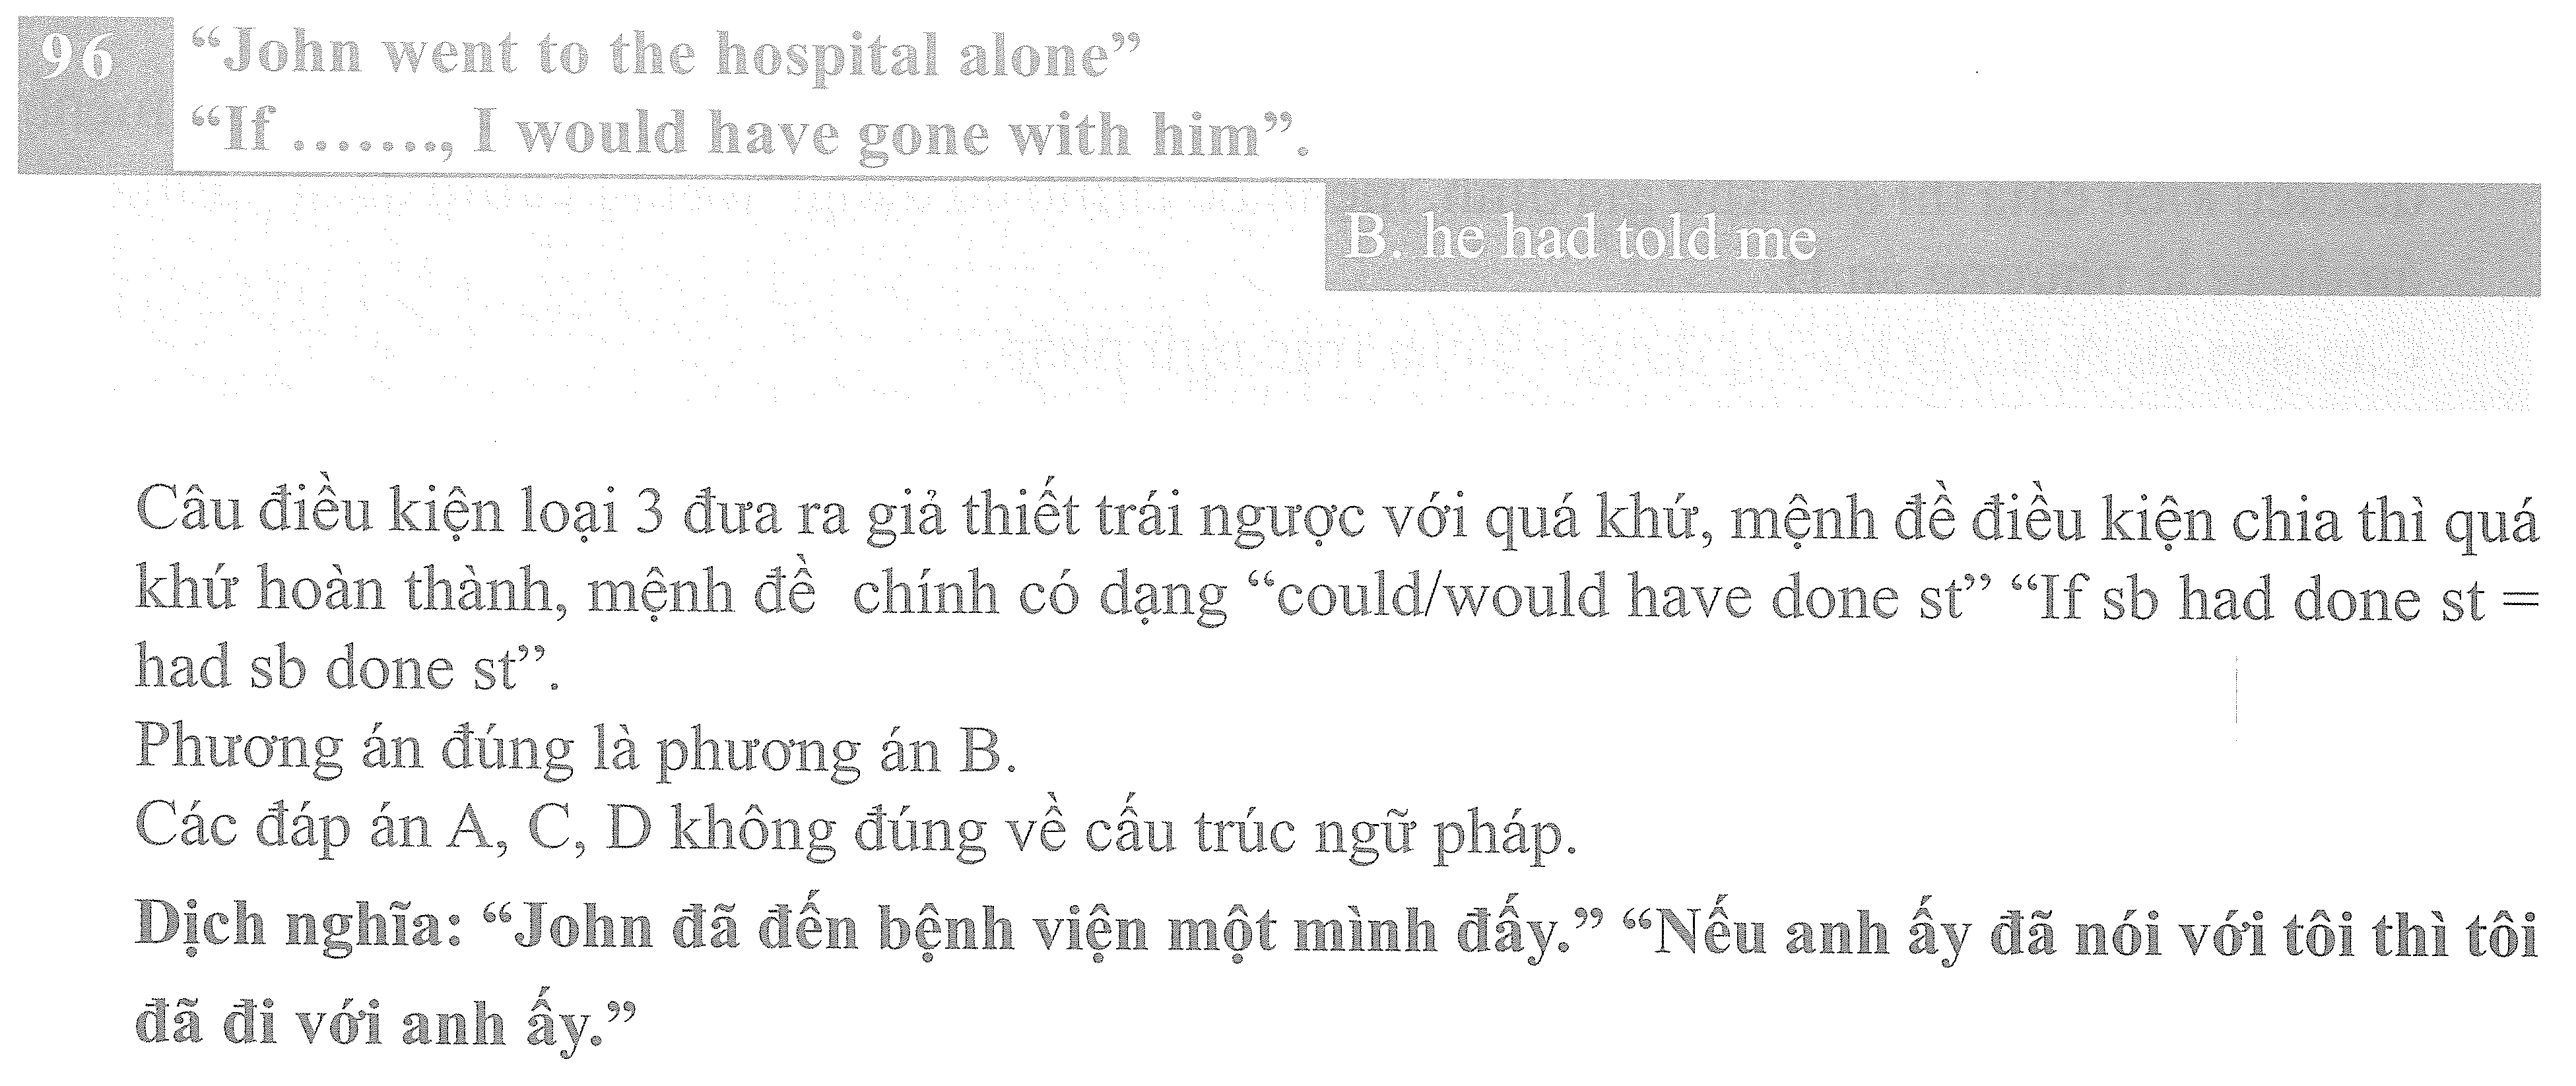 96
“John went to the hospital alone”
“If ……., I would have gone with him”.
B. he had told me
Câu điều kiện loại 3 đưa ra giả thiết trái ngược với quá khứ, mệnh đề điều kiện chia thì quá
khứ hoàn thành, mệnh đề chính có dạng “could/would have done st” “If sb had done st =
had sb done st”.
Phương án đúng là phương án B.
Các đáp án A, C, D không đúng về cấu trúc ngữ pháp.
Dịch nghĩa: “John đã đến bệnh viện một mình đấy.” “Nếu anh ấy đã nói với tôi thì tôi
đã đi với anh ấy.”